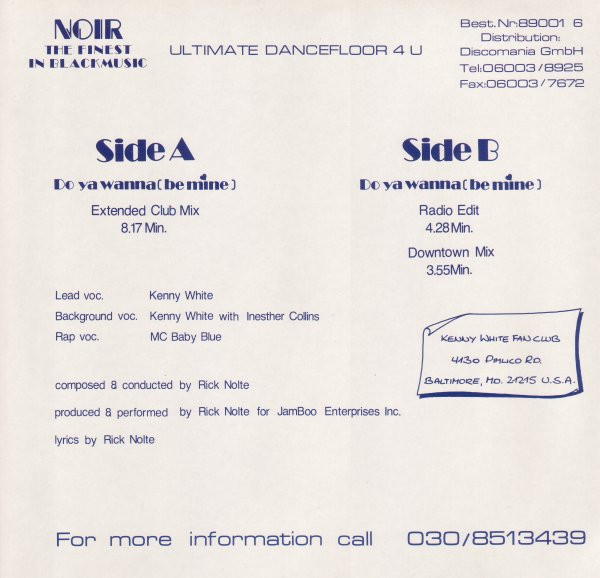 NOIR
THE FINEST
IN BLACKMUSIC
ULTIMATE DANCEFLOOR 4 U
Best.Nr:89001 6
Distribution:
Discomania GmbH
Tel:06003/8925
Fax:06003/7672
Side A
Do ya wanna (be mine)
Extended Club Mix
8.17 Min.
Side B
Do ya wanna (be mine)
Radio Edit
4.28 Min.
Downtown Mix
3.55 Min.
Lead voc. Kenny White
Background voc. Kenny White with Inesther Collins
Rap voc. MC Baby Blue
composed & conducted by Rick Nolte
produced & performed by Rick Nolte for JamBoo Enterprises Inc.
lyrics by Rick Nolte
KENNY WHITE FAN CLUB
4130 PIMLICO RD.
BALTIMORE, MD. 21215 U.S.A.
For more information call 030/8513439